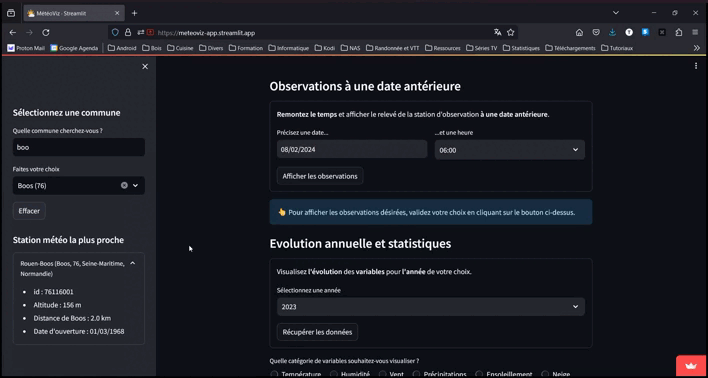 MétéoViz · Streamlit
https://meteoviz-app.streamlit.app
Proton Mail Google Agenda Android Bois Cuisine Divers Formation Informatique Kodi NAS Randonnée et VTT Ressources Séries TV Statistiques Téléchargements Tutoriaux
Sélectionnez une commune
Quelle commune cherchez-vous ?
boo
Faites votre choix
Boos (76)
Effacer
Station météo la plus proche
Rouen-Boos (Boos, 76, Seine-Maritime,
Normandie)
id : 76116001
Altitude : 156 m
Distance de Boos : 2.0 km
Date d'ouverture : 01/03/1968
Observations à une date antérieure
Remontez le temps et afficher le relevé de la station d'observation à une date antérieure.
Précisez une date... ...et une heure
08/02/2024 06:00
Afficher les observations
👆 Pour afficher les observations désirées, validez votre choix en cliquant sur le bouton ci-dessus.
Evolution annuelle et statistiques
Visualisez l'évolution des variables pour l'année de votre choix.
Sélectionnez une année
2023
Récupérer les données
Quelle catégorie de variables souhaitez-vous visualiser ?
Température Humidité Vent Précipitations Ensoleillement Neige